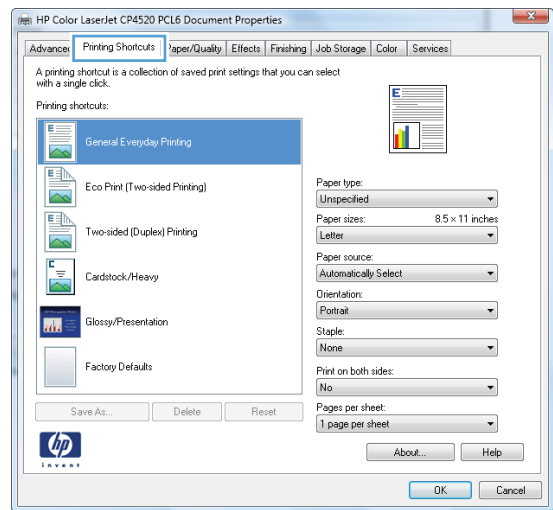 HP Color LaserJet CP4520 PCL6 Document Properties
Advanced Printing Shortcuts Paper/Quality Effects Finishing Job Storage Color Services
A printing shortcut is a collection of saved print settings that you can select
with a single click.
Printing shortcuts:
E
General Everyday Printing
Eco Print (Two-sided Printing)
Two-sided (Duplex) Printing
Cardstock/Heavy
Glossy/Presentation
Factory Defaults
Save As... Delete Reset
hp
invent
E
Paper type:
Unspecified
Paper sizes: 8.5 × 11 inches
Letter
Paper source:
Automatically Select
Orientation:
Portrait
Staple:
None
Print on both sides:
No
Pages per sheet:
1 page per sheet
About... Help
OK Cancel